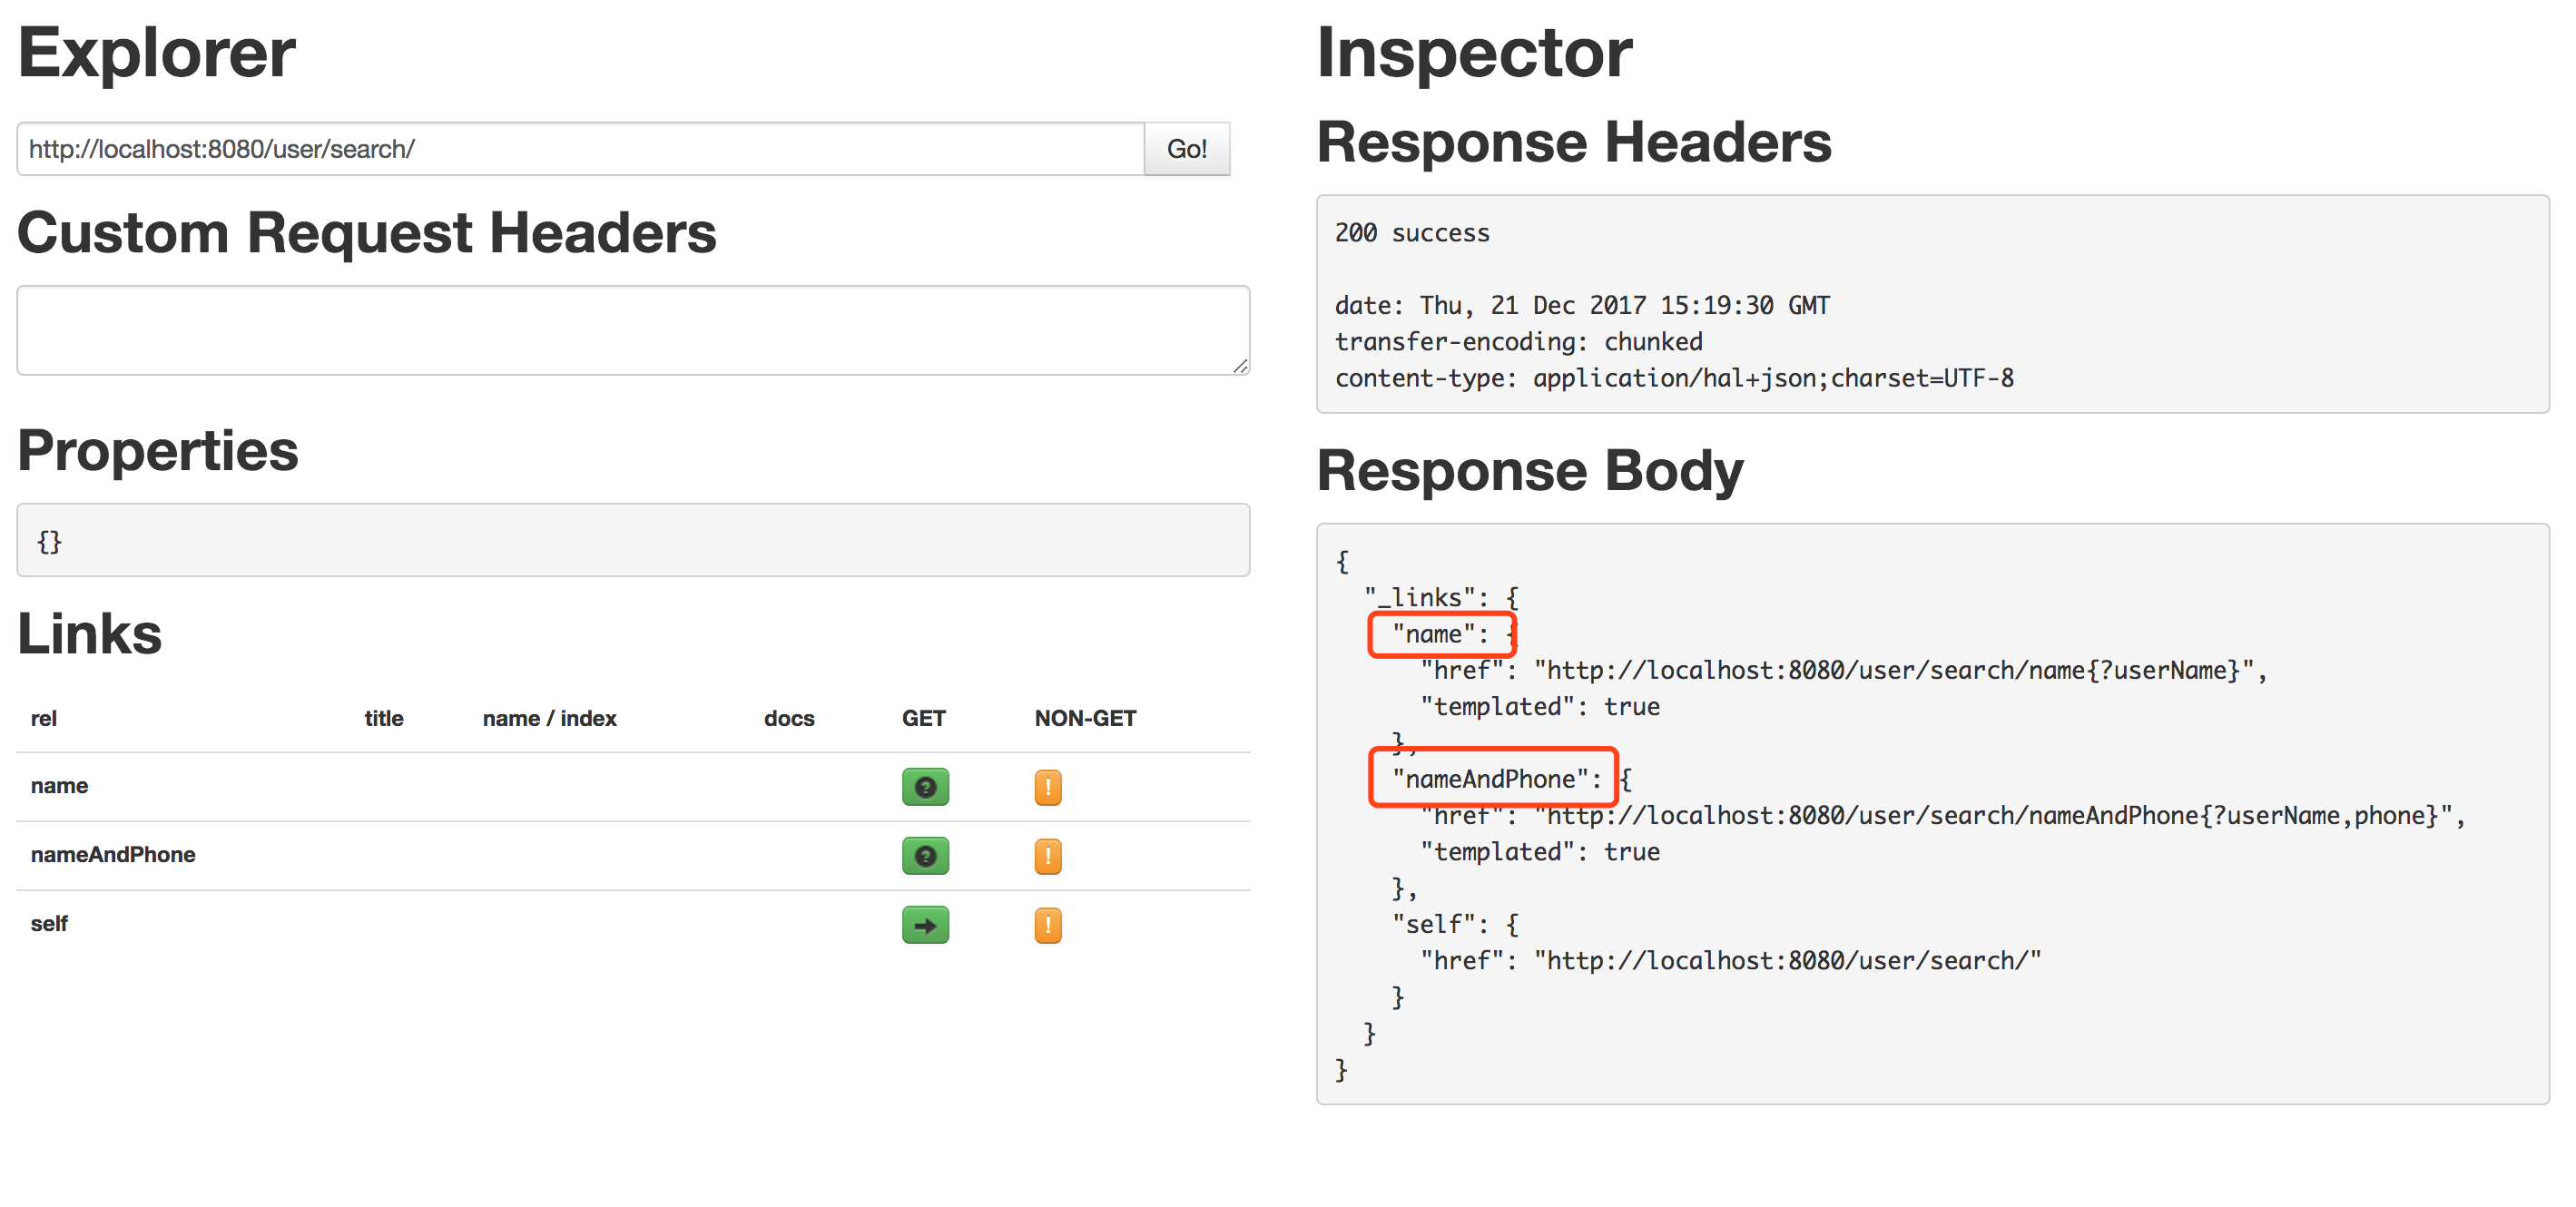 Explorer
http://localhost:8080/user/search/
Go!
Custom Request Headers
Properties
{}
Links
rel title name / index docs GET NON-GET
name ? !
nameAndPhone ? !
self !
Inspector
Response Headers
200 success
date: Thu, 21 Dec 2017 15:19:30 GMT
transfer-encoding: chunked
content-type: application/hal+json;charset=UTF-8
Response Body
{
"_links": {
"name": {
"href": "http://localhost:8080/user/search/name{?userName}",
"templated": true
},
"nameAndPhone": {
"href": "http://localhost:8080/user/search/nameAndPhone{?userName,phone}",
"templated": true
},
"self": {
"href": "http://localhost:8080/user/search/"
}
}
}